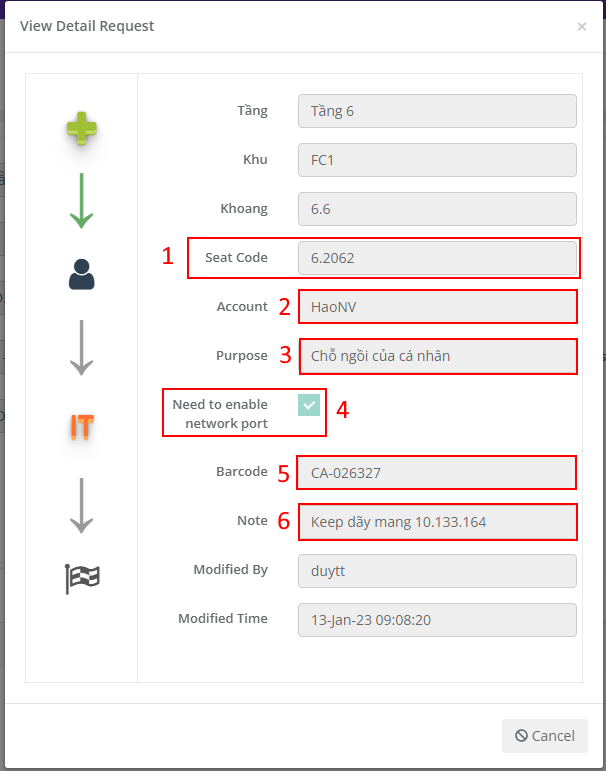 View Detail Request ×
Tầng Tầng 6
Khu FC1
Khoang 6.6
1 Seat Code 6.2062
Account 2 HaoNV
Purpose 3 Chỗ ngồi của cá nhân
Need to enable
network port 4
IT
Barcode 5 CA-026327
Note 6 Keep dãy mang 10.133.164
Modified By duytt
Modified Time 13-Jan-23 09:08:20
Cancel